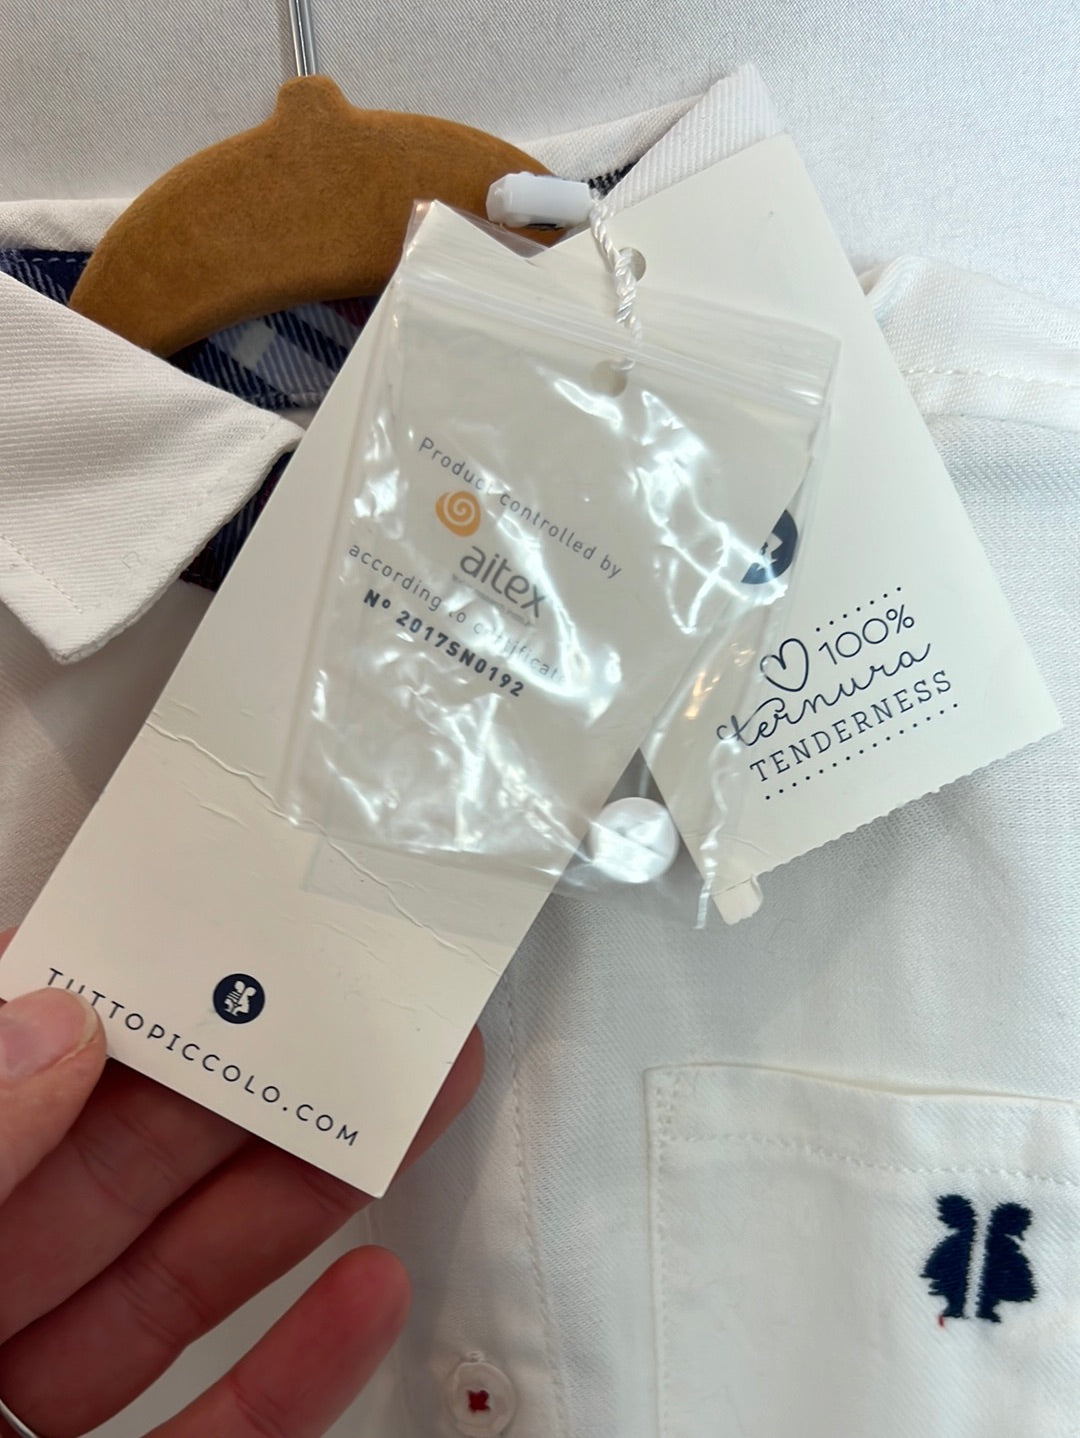 Product controlled by
aitex
according to certificate
Nº 2017SN0192
TUTTOPICCOLO.COM
100%
ternura
TENDERNESS